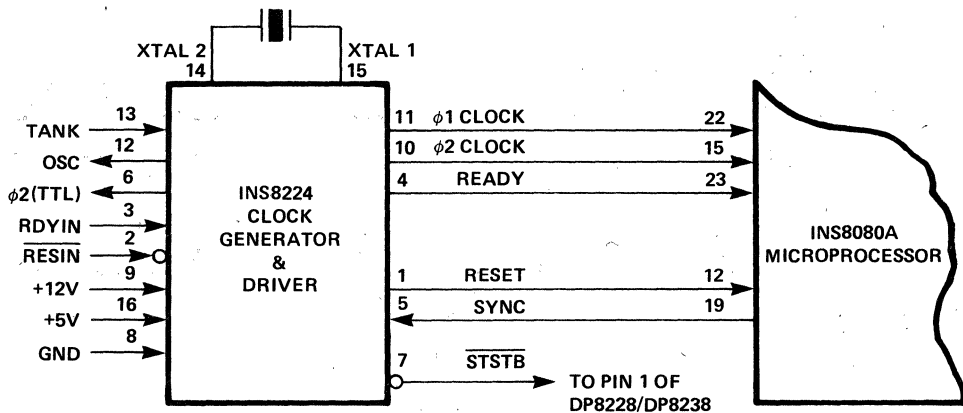 XTAL 2
14
XTAL 1
15
13
TANK
12
OSC
6
φ2(TTL)
3
RDYIN
2
RESIN
9
+12V
16
+5V
8
GND
INS8224
CLOCK
GENERATOR
&
DRIVER
11 φ1 CLOCK 22
10 φ2 CLOCK 15
4 READY 23
1 RESET 12
5 SYNC 19
7 STSTB
TO PIN 1 OF
DP8228/DP8238
INS8080A
MICROPROCESSOR